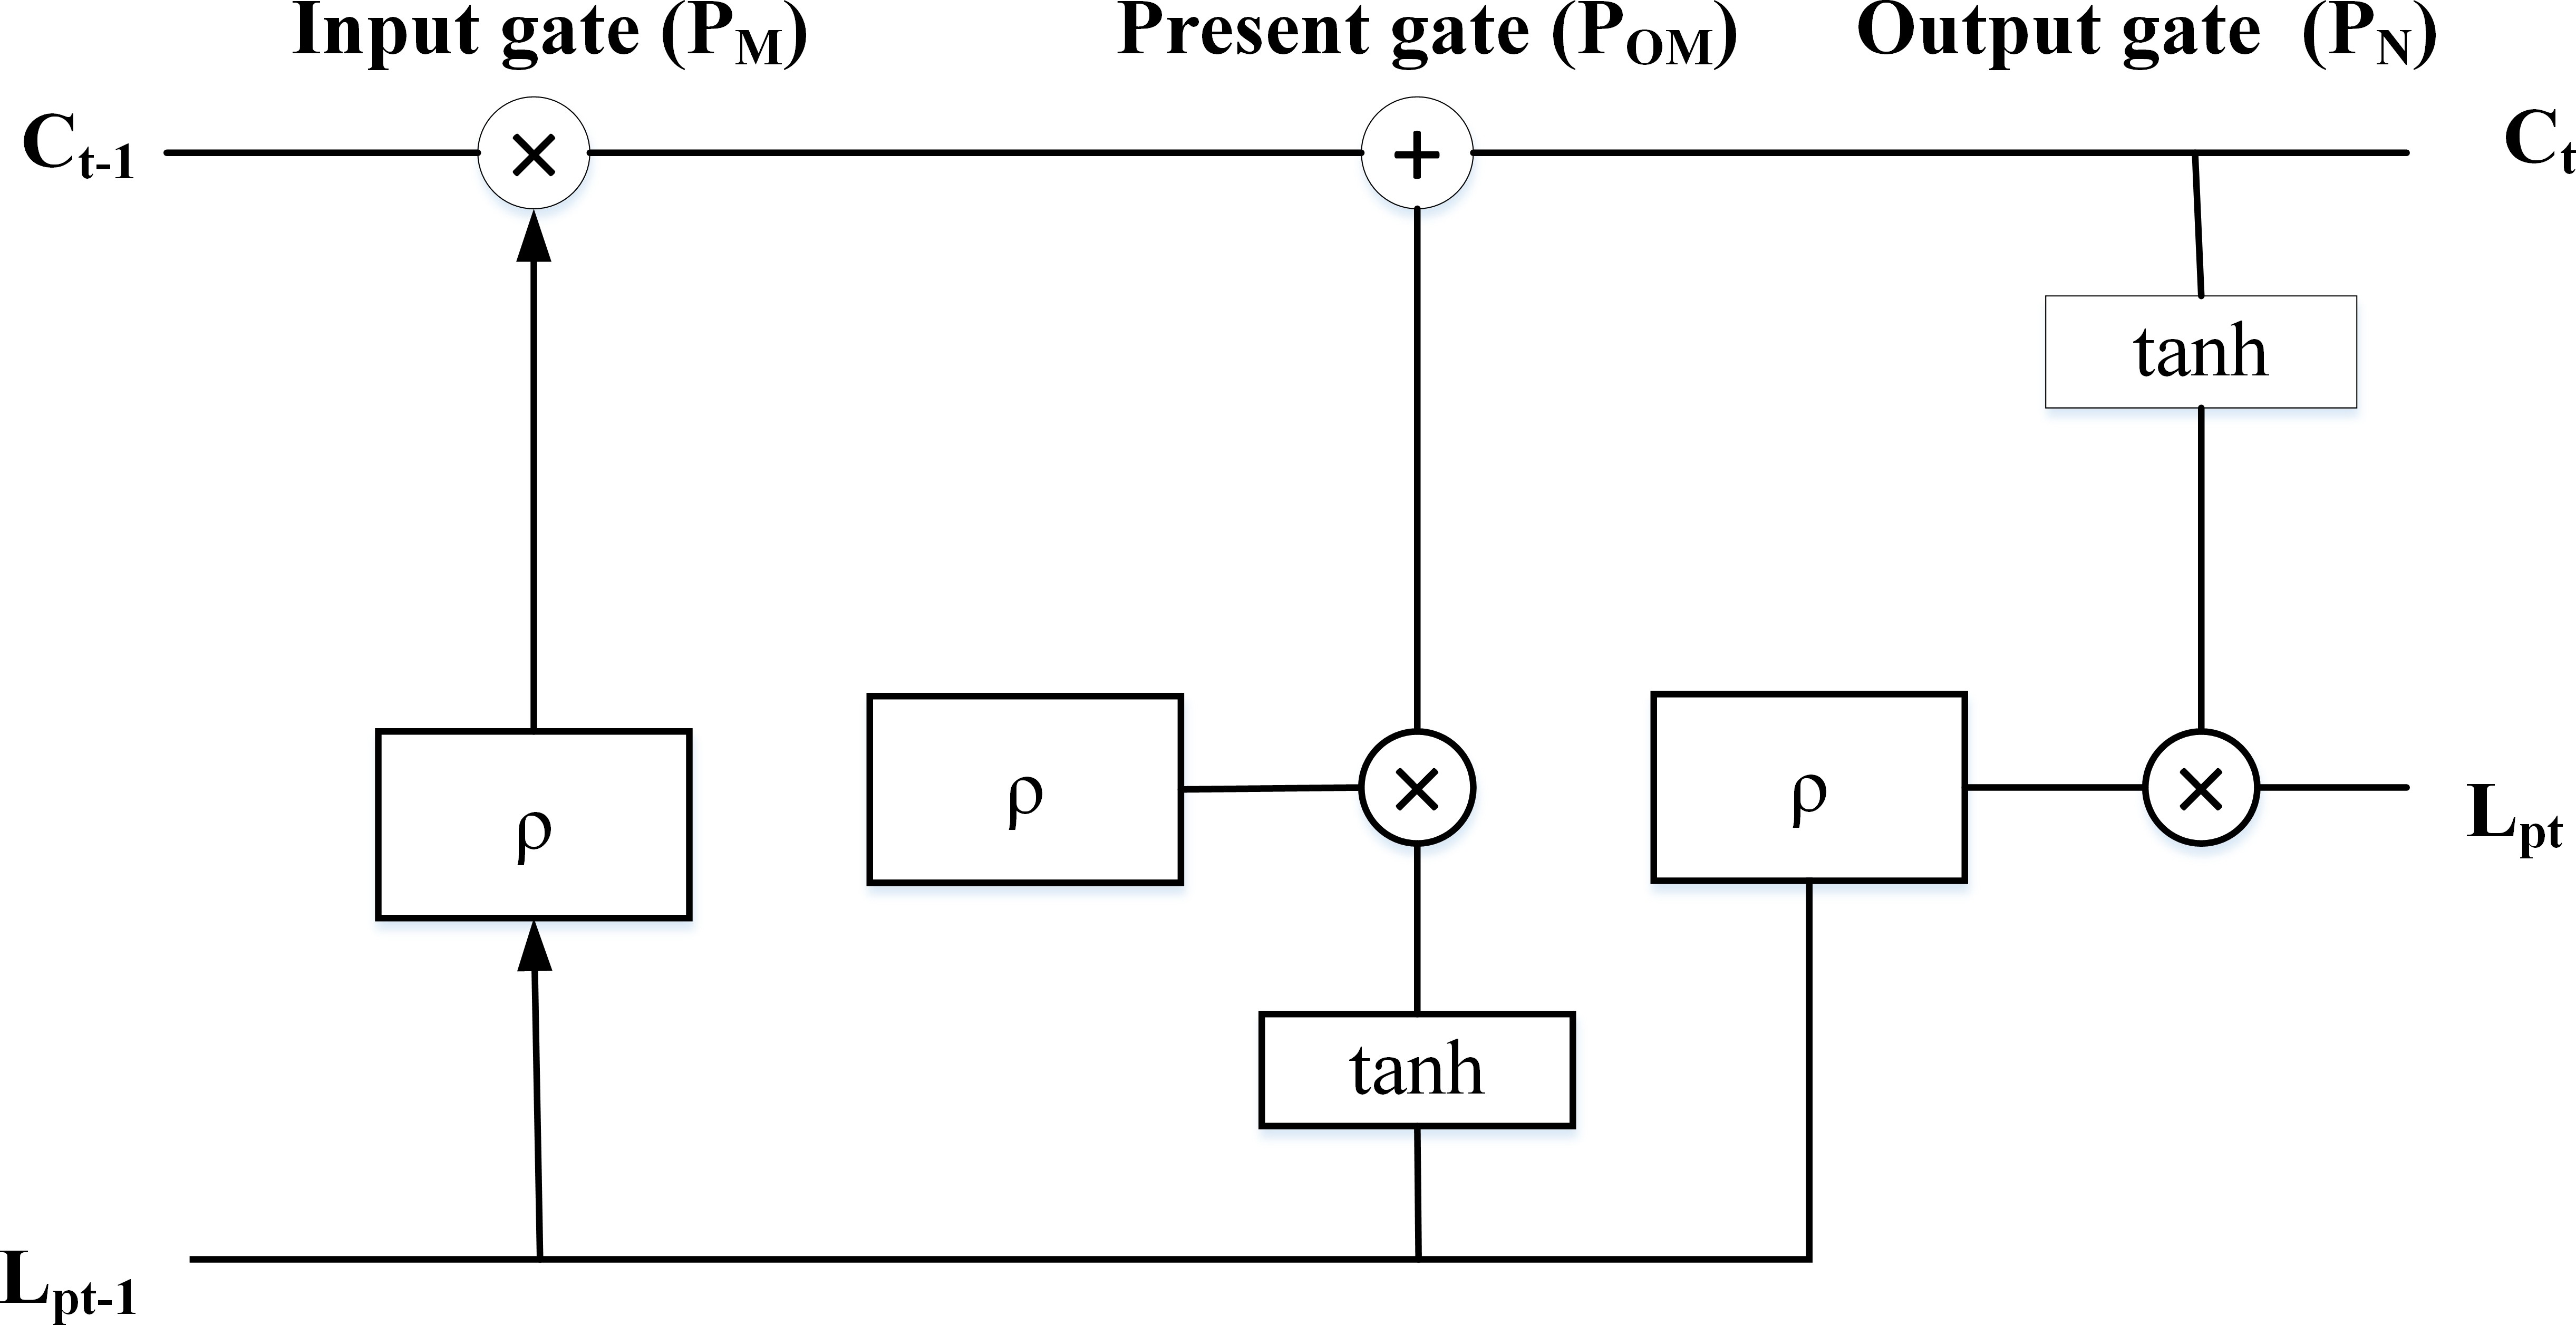 Input gate (PM) Present gate (POM) Output gate (PN)
Ct-1 × + Ct
tanh
ρ ρ × ρ × Lpt
tanh
Lpt-1